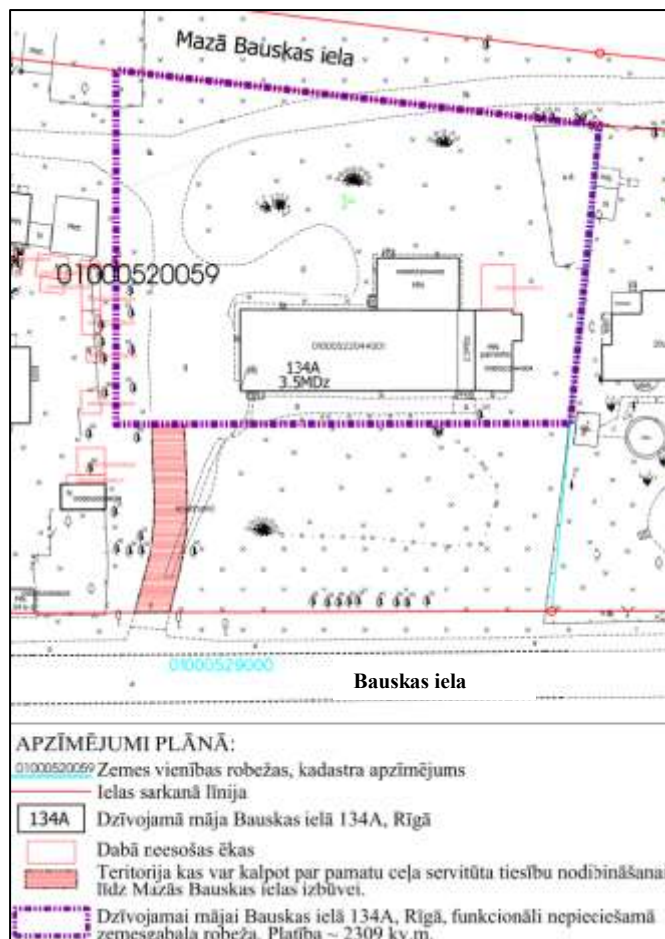 Mazā Bauskas iela
01000520059
134A
3.5MDz
01000529000
Bauskas iela
APZĪMĒJUMI PLĀNĀ:
01000520059 Zemes vienības robežas, kadastra apzīmējums
Ielas sarkanā līnija
134A Dzīvojamā māja Bauskas ielā 134A, Rīgā
Dabā neesošas ēkas
Teritorija kas var kalpot par pamatu ceļa servitūta tiesību nodibināšanai
līdz Mazās Bauskas ielas izbūvei.
Dzīvojamai mājai Bauskas ielā 134A, Rīgā, funkcionāli nepieciešamā
zemesgabala robeža. Platība ~ 2309 kv.m.